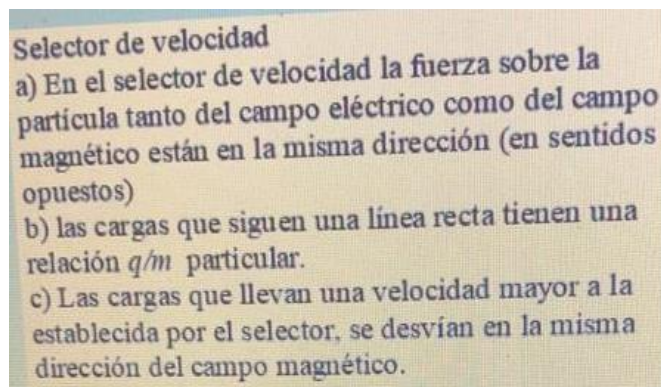 Selector de velocidad
a) En el selector de velocidad la fuerza sobre la
partícula tanto del campo eléctrico como del campo
magnético están en la misma dirección (en sentidos
opuestos)
b) las cargas que siguen una línea recta tienen una
relación q/m particular.
c) Las cargas que llevan una velocidad mayor a la
establecida por el selector, se desvían en la misma
dirección del campo magnético.